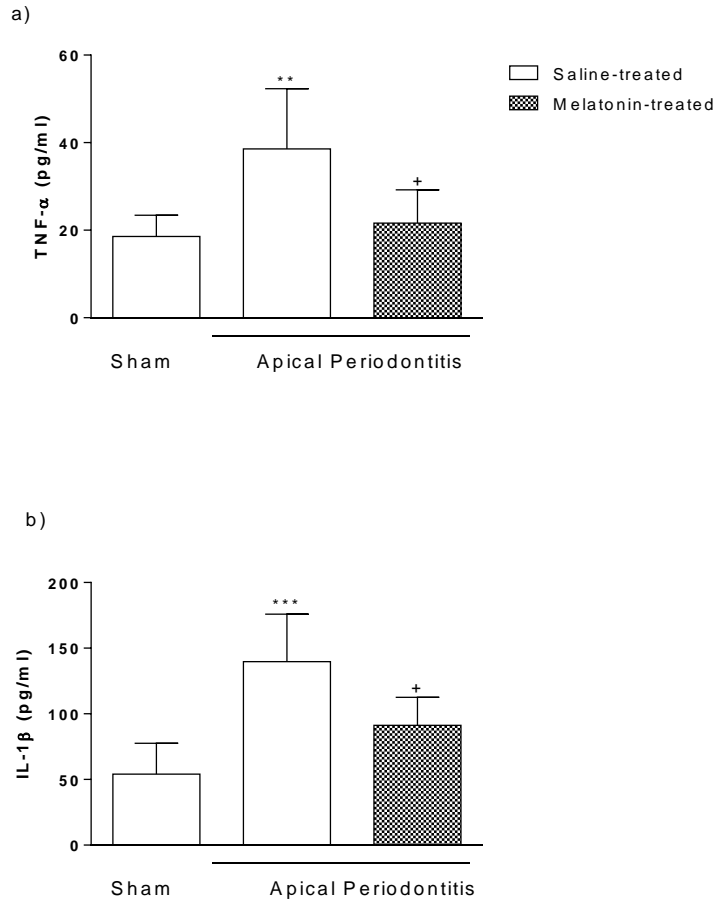 a)
60
40
20
0
TNF-α (pg/ml)
**
+
Saline-treated
Melatonin-treated
Sham
Apical Periodontitis
b)
200
150
100
50
0
IL-1β (pg/ml)
***
+
Sham
Apical Periodontitis